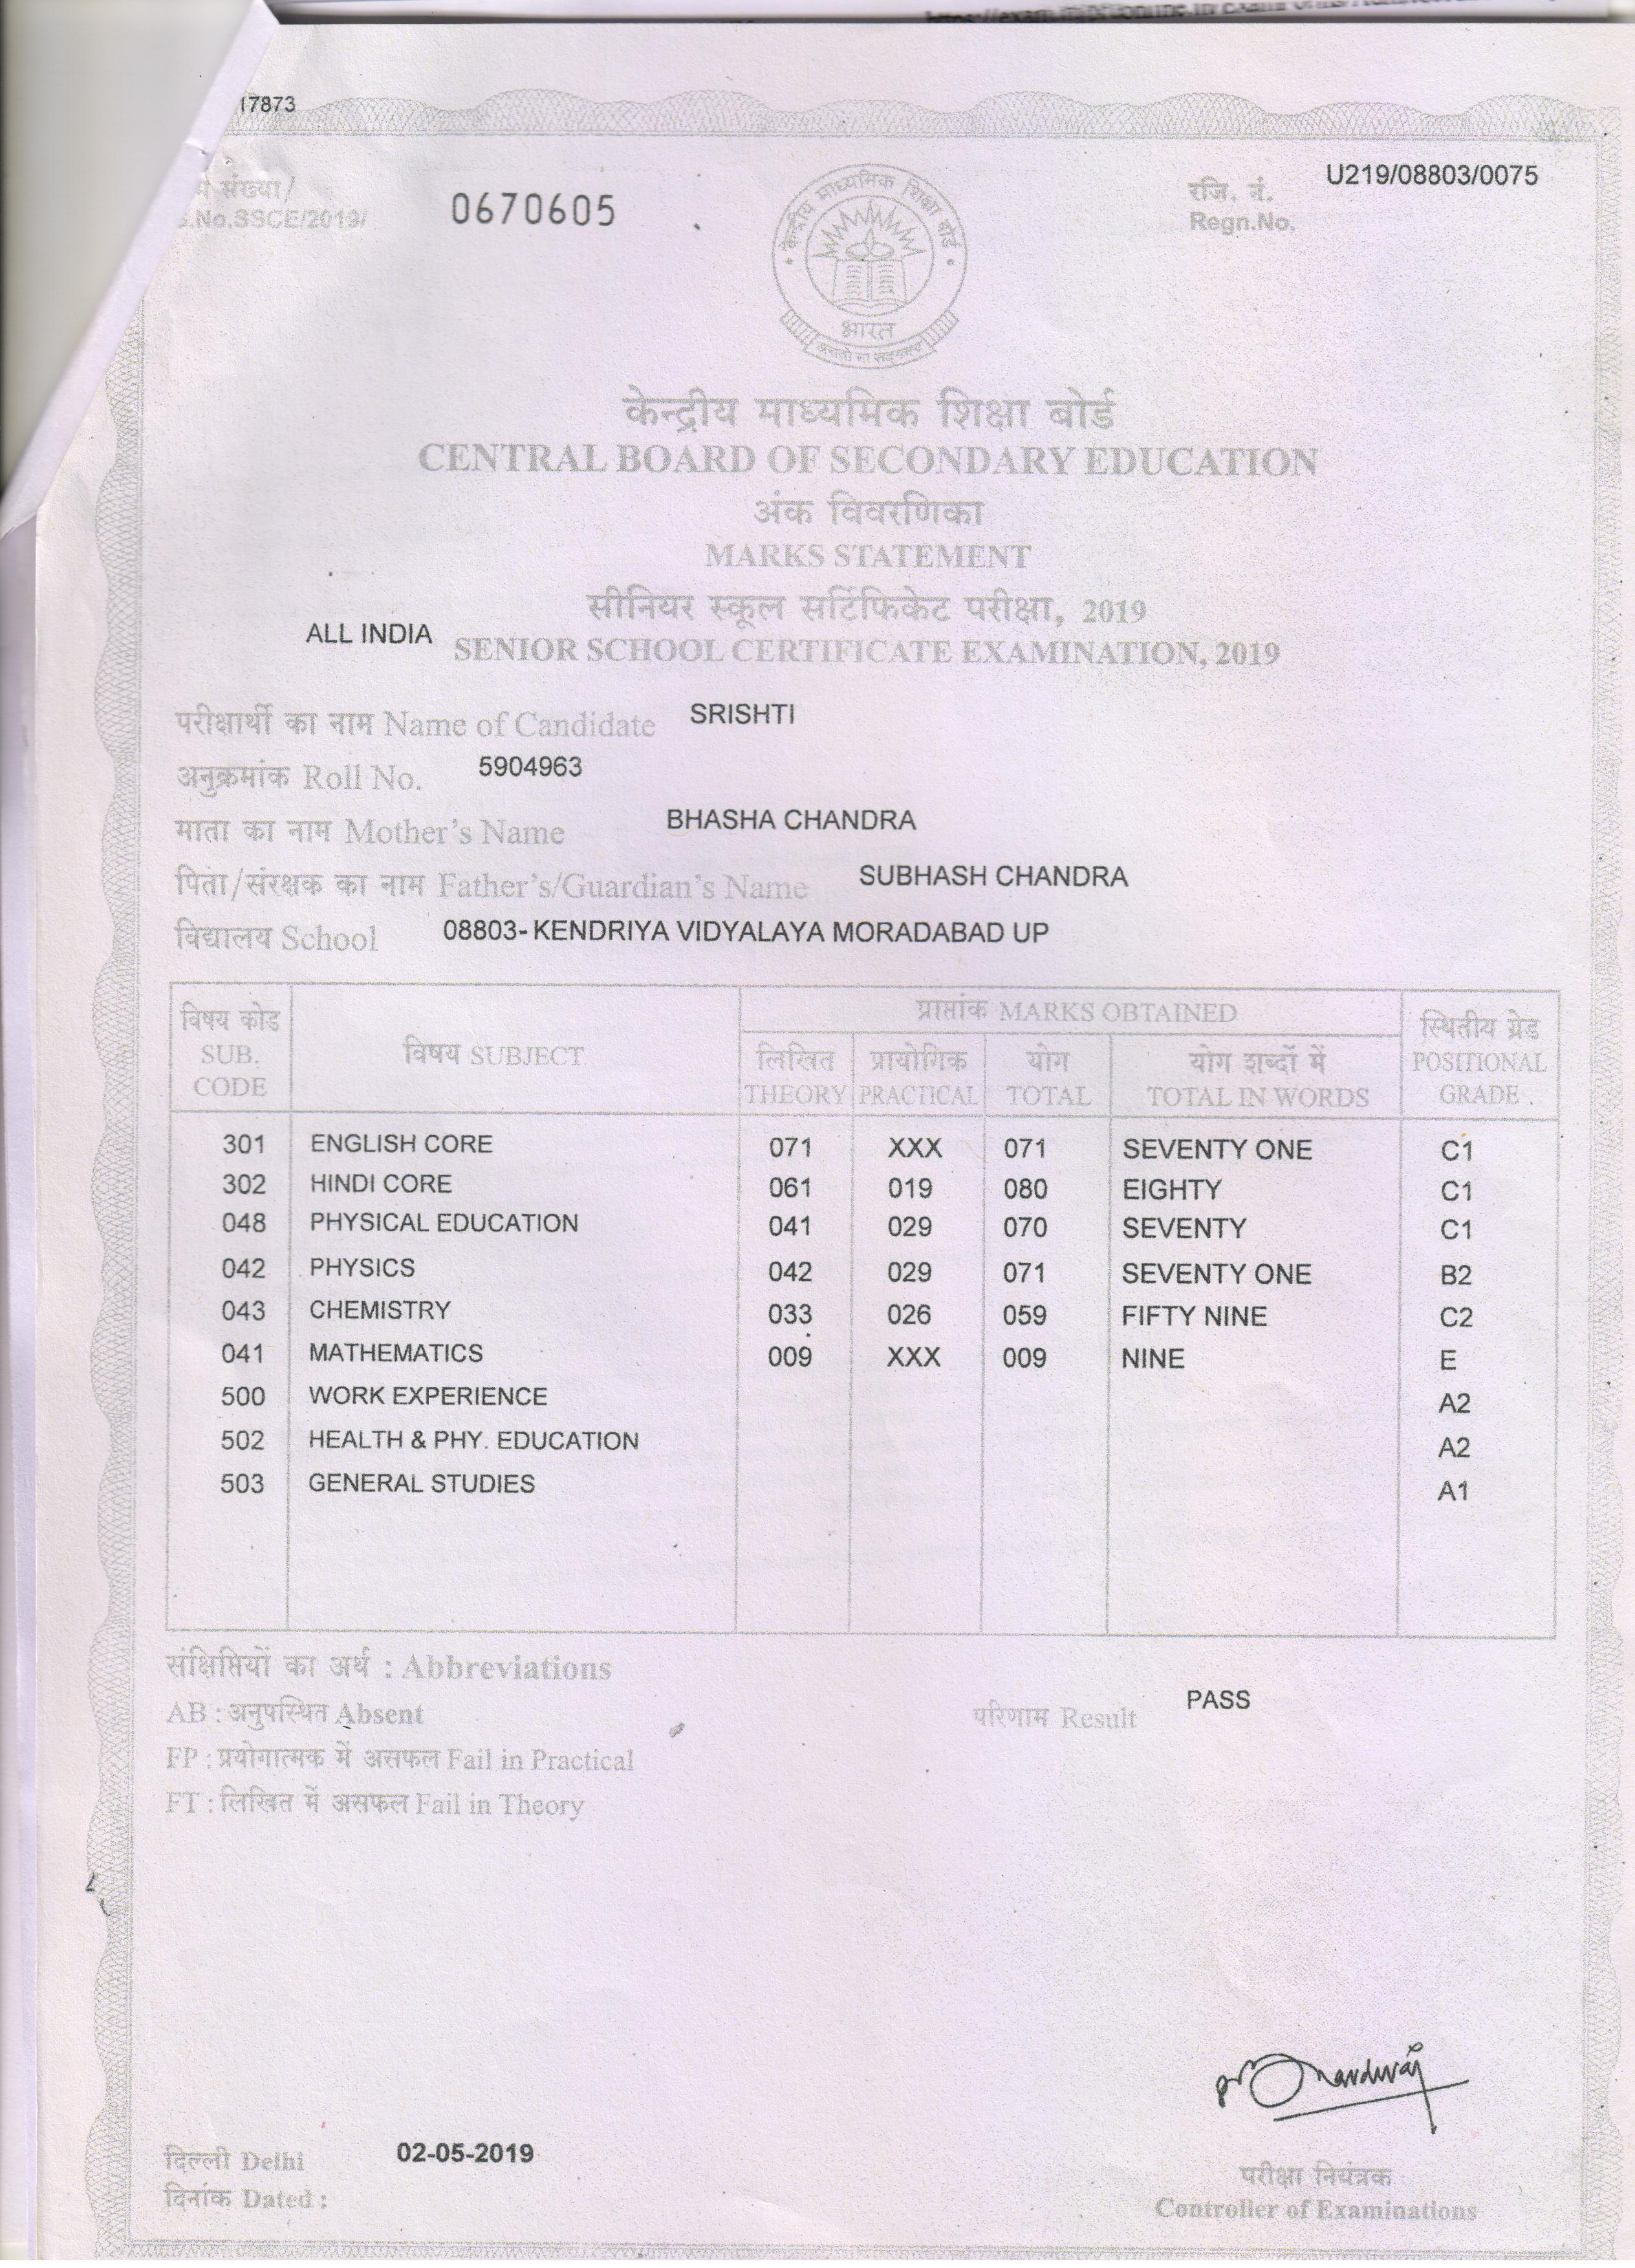 17873
संख्या/
.No.SSCE/2019/
0670605
रजि. नं.
Regn.No.
U219/08803/0075
केन्द्रीय माध्यमिक शिक्षा बोर्ड
भारत
असतो मा सद्गमय
केन्द्रीय माध्यमिक शिक्षा बोर्ड
CENTRAL BOARD OF SECONDARY EDUCATION
अंक विवरणिका
MARKS STATEMENT
सीनियर स्कूल सर्टिफिकेट परीक्षा, 2019
ALL INDIA SENIOR SCHOOL CERTIFICATE EXAMINATION, 2019
परीक्षार्थी का नाम Name of Candidate SRISHTI
अनुक्रमांक Roll No. 5904963
माता का नाम Mother's Name BHASHA CHANDRA
पिता/संरक्षक का नाम Father's/Guardian's Name SUBHASH CHANDRA
विद्यालय School 08803- KENDRIYA VIDYALAYA MORADABAD UP
विषय कोड
SUB.
CODE
विषय SUBJECT
प्राप्तांक MARKS OBTAINED
लिखित
THEORY
प्रायोगिक
PRACTICAL
योग
TOTAL
योग शब्दों में
TOTAL IN WORDS
स्थितीय ग्रेड
POSITIONAL
GRADE
301 ENGLISH CORE 071 XXX 071 SEVENTY ONE C1
302 HINDI CORE 061 019 080 EIGHTY C1
048 PHYSICAL EDUCATION 041 029 070 SEVENTY C1
042 PHYSICS 042 029 071 SEVENTY ONE B2
043 CHEMISTRY 033 026 059 FIFTY NINE C2
041 MATHEMATICS 009 XXX 009 NINE E
500 WORK EXPERIENCE A2
502 HEALTH & PHY. EDUCATION A2
503 GENERAL STUDIES A1
संक्षिप्तियों का अर्थ : Abbreviations
AB : अनुपस्थित Absent
परिणाम Result PASS
FP : प्रयोगात्मक में असफल Fail in Practical
FT : लिखित में असफल Fail in Theory
दिल्ली Delhi
02-05-2019
दिनांक Dated :
परीक्षा नियंत्रक
Controller of Examinations